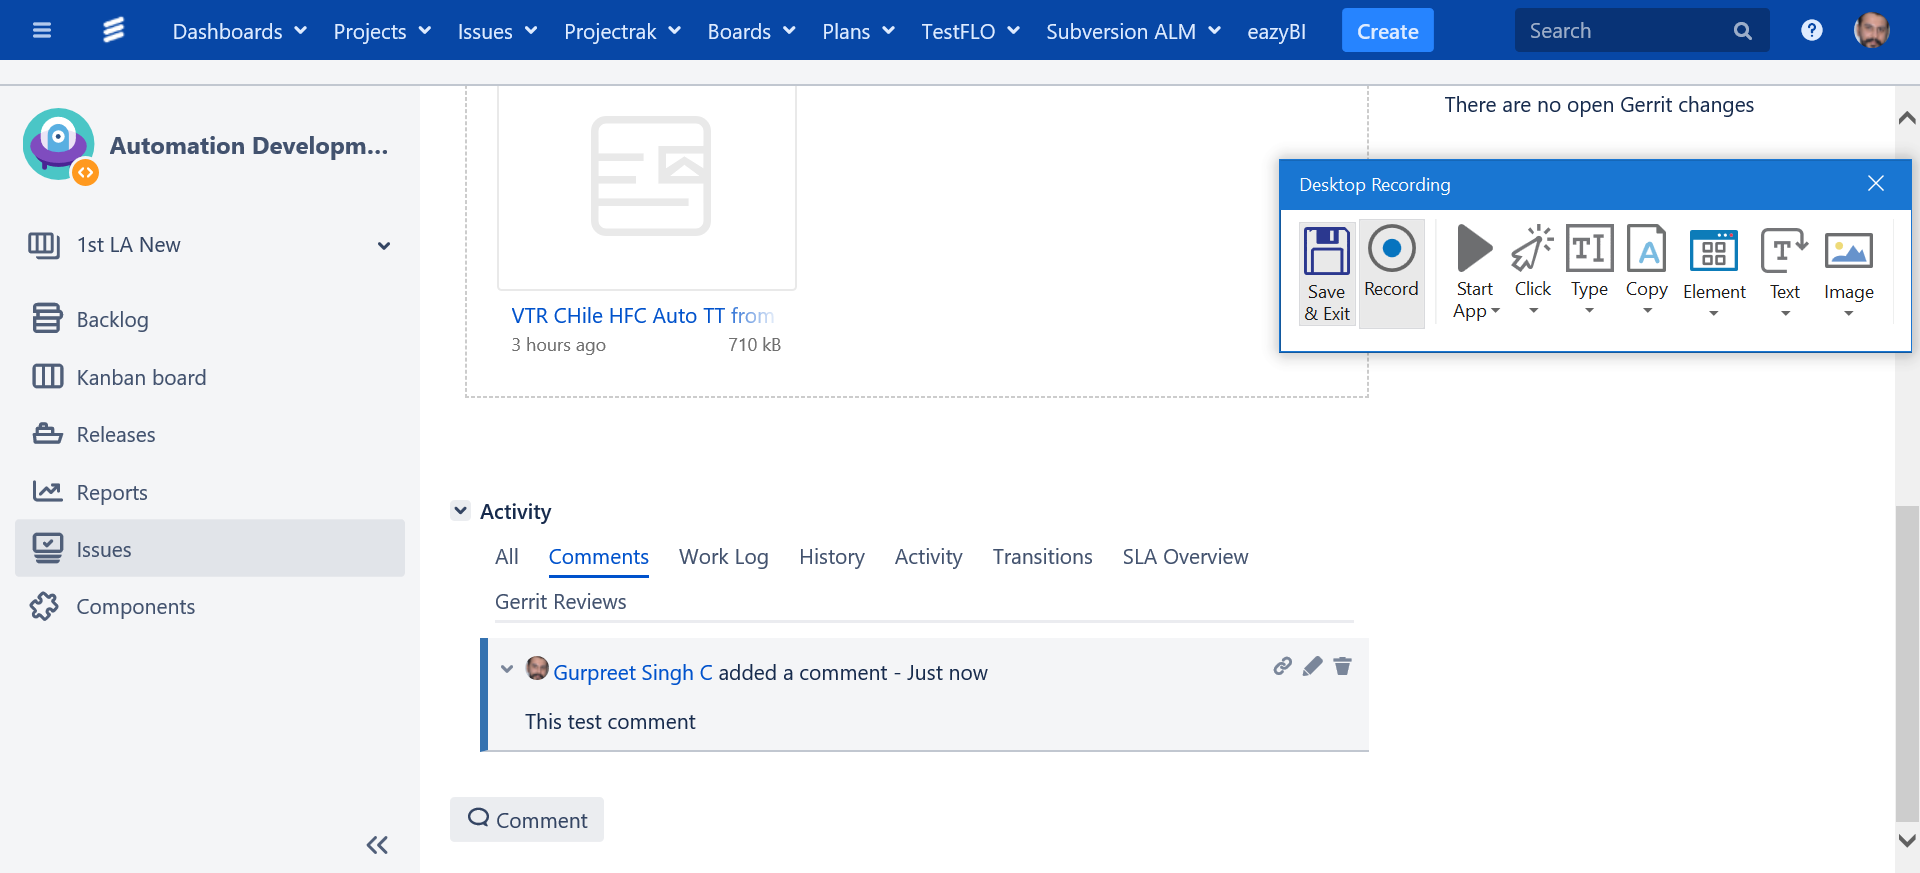 Dashboards Projects Issues Projectrak Boards Plans TestFLO Subversion ALM eazyBI Create Search
Automation Developm...
1st LA New
Backlog
Kanban board
Releases
Reports
Issues
Components
VTR CHile HFC Auto TT from
3 hours ago 710 kB
There are no open Gerrit changes
Desktop Recording
Save & Exit
Record
Start App
Click
Type
Copy
Element
Text
Image
Activity
All Comments Work Log History Activity Transitions SLA Overview
Gerrit Reviews
Gurpreet Singh C added a comment - Just now
This test comment
Comment